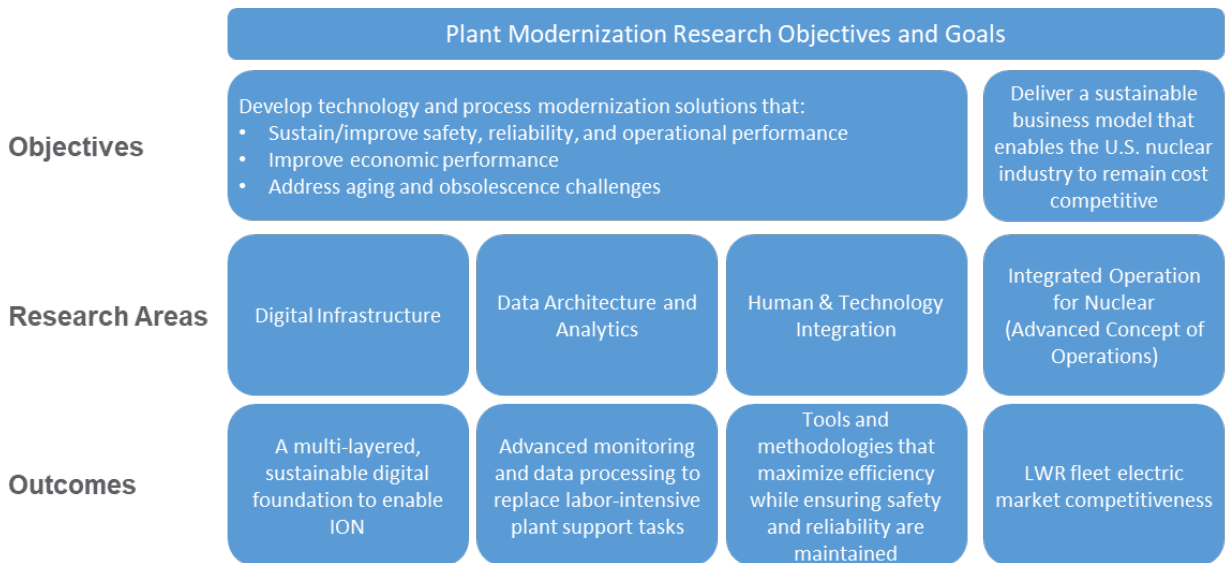 Plant Modernization Research Objectives and Goals
Objectives
Develop technology and process modernization solutions that:
• Sustain/improve safety, reliability, and operational performance
• Improve economic performance
• Address aging and obsolescence challenges
Deliver a sustainable
business model that
enables the U.S. nuclear
industry to remain cost
competitive
Research Areas
Digital Infrastructure
Data Architecture and
Analytics
Human & Technology
Integration
Integrated Operation
for Nuclear
(Advanced Concept of
Operations)
Outcomes
A multi-layered,
sustainable digital
foundation to enable
ION
Advanced monitoring
and data processing to
replace labor-intensive
plant support tasks
Tools and
methodologies that
maximize efficiency
while ensuring safety
and reliability are
maintained
LWR fleet electric
market competitiveness